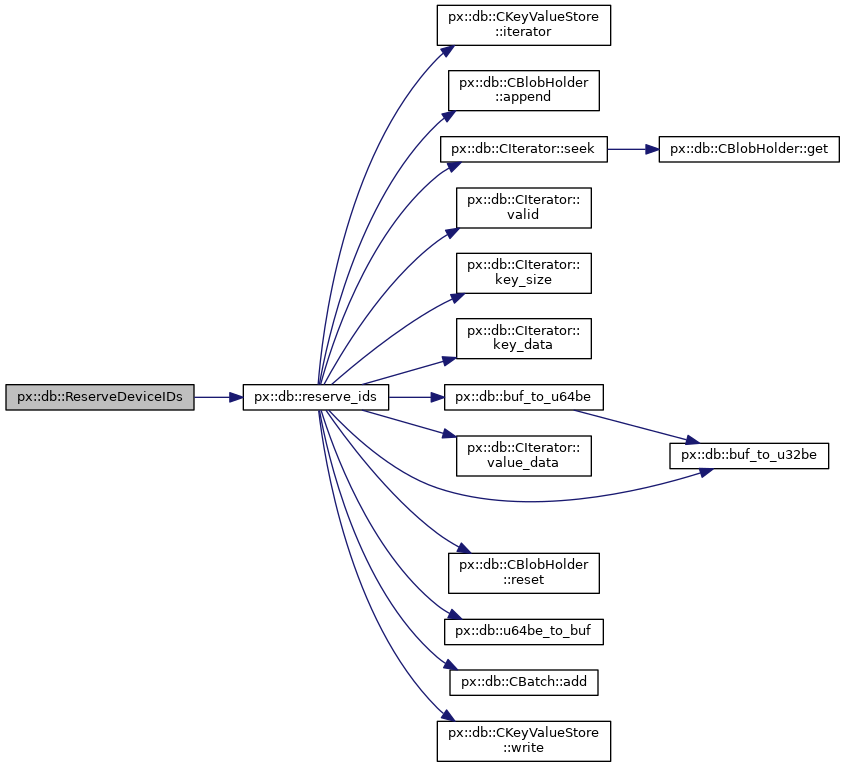 px::db::CKeyValueStore
::iterator
px::db::CBlobHolder
::append
px::db::CIterator::seek
px::db::CBlobHolder::get
px::db::CIterator::
valid
px::db::CIterator::
key_size
px::db::CIterator::
key_data
px::db::ReserveDeviceIDs
px::db::reserve_ids
px::db::buf_to_u64be
px::db::CIterator::
value_data
px::db::buf_to_u32be
px::db::CBlobHolder
::reset
px::db::u64be_to_buf
px::db::CBatch::add
px::db::CKeyValueStore
::write